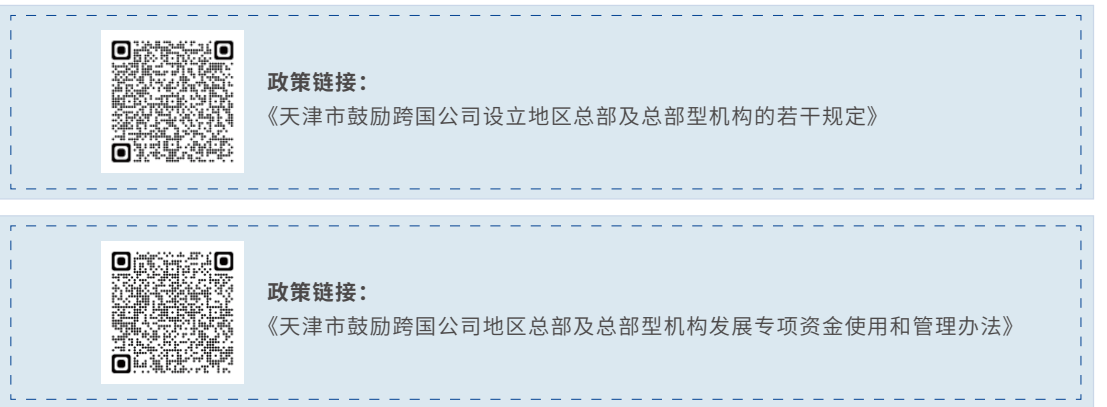 政策链接：
《天津市鼓励跨国公司设立地区总部及总部型机构的若干规定》
政策链接：
《天津市鼓励跨国公司地区总部及总部型机构发展专项资金使用和管理办法》